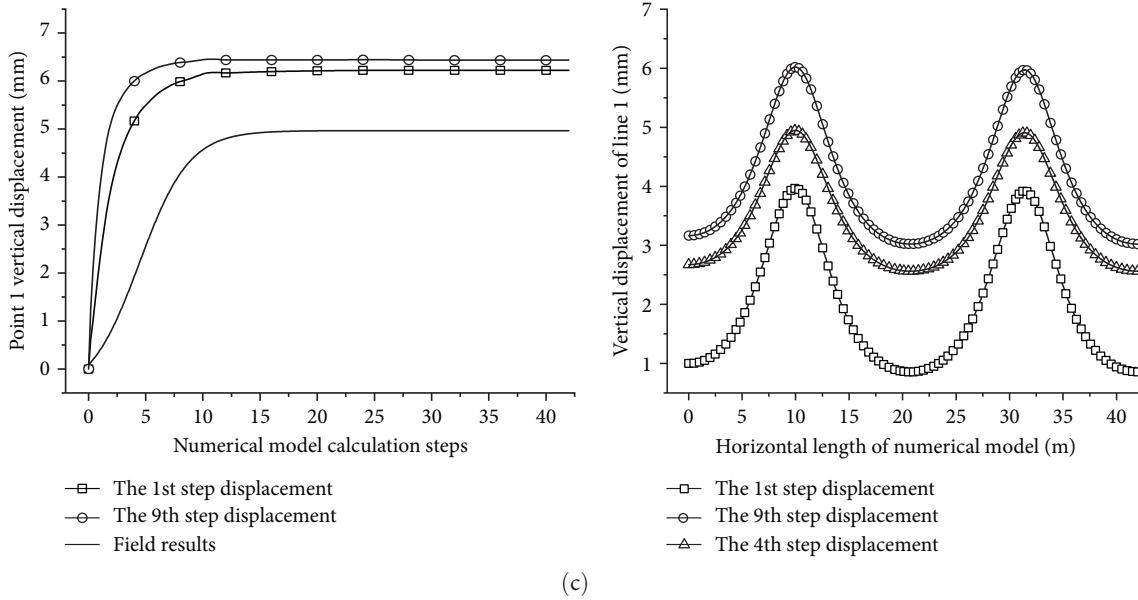 Point 1 vertical displacement (mm)
7
6
5
4
3
2
1
0
0 5 10 15 20 25 30 35 40
Numerical model calculation steps
The 1st step displacement
The 9th step displacement
Field results
Vertical displacement of line 1 (mm)
7
6
5
4
3
2
1
0 5 10 15 20 25 30 35 40
Horizontal length of numerical model (m)
The 1st step displacement
The 9th step displacement
The 4th step displacement
(c)